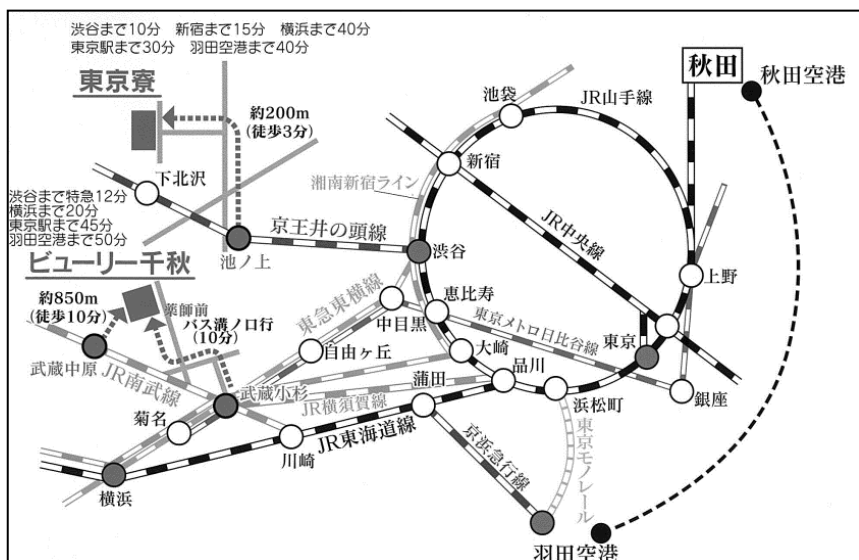 渋谷まで10分　新宿まで15分　横浜まで40分
東京駅まで30分　羽田空港まで40分
東京寮
約200m
(徒歩3分)
下北沢
池ノ上
京王井の頭線
渋谷まで特急12分
横浜まで20分
東京駅まで45分
羽田空港まで50分
ビューリー千秋
約850m
(徒歩10分)
薬師前
バス溝ノ口行
(10分)
武蔵中原
JR南武線
武蔵小杉
菊名
横浜
川崎
JR東海道線
JR横須賀線
蒲田
京浜急行線
羽田空港
東京モノレール
浜松町
品川
大崎
恵比寿
中目黒
自由ヶ丘
東急東横線
渋谷
湘南新宿ライン
新宿
池袋
JR山手線
JR中央線
東京メトロ日比谷線
東京
上野
銀座
秋田
秋田空港